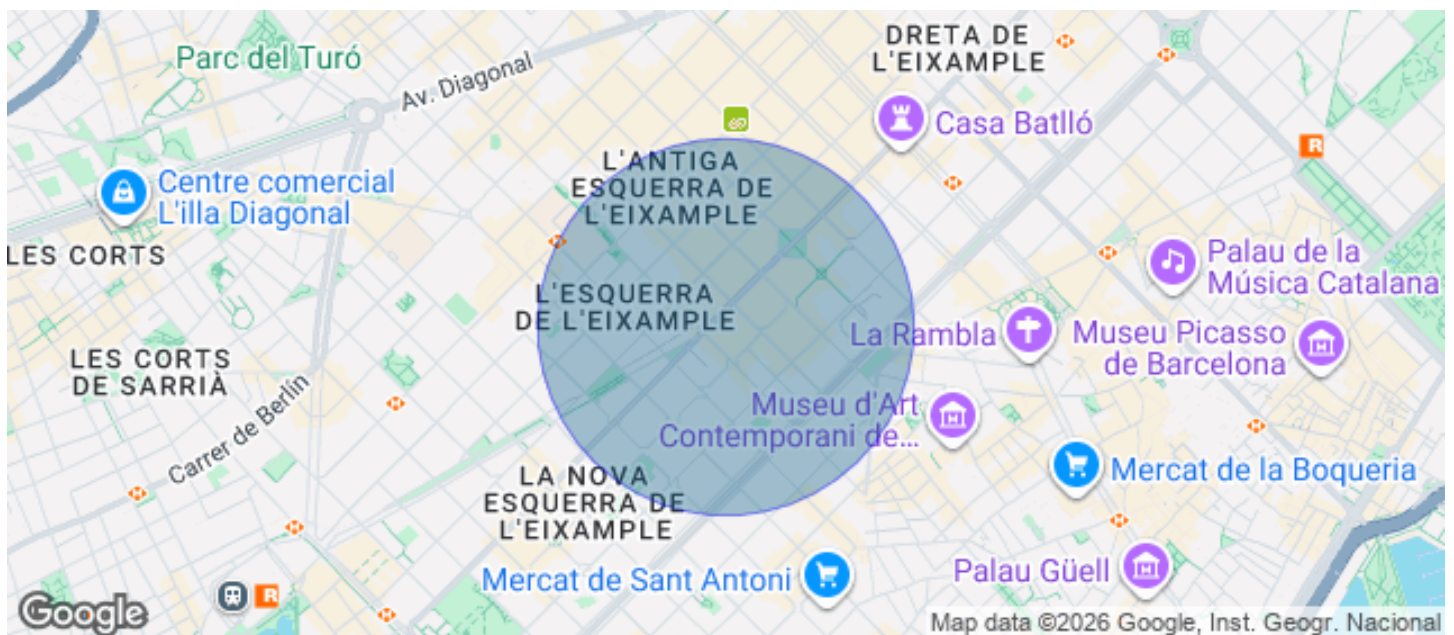 DRETA DE
L'EIXAMPLE
Parc del Turó
Av. Diagonal
Casa Batlló
R
L'ANTIGA
ESQUERRA DE
L'EIXAMPLE
Centre comercial
L'illa Diagonal
LES CORTS
Palau de la
Música Catalana
L'ESQUERRA
DE L'EIXAMPLE
La Rambla
Museu Picasso
de Barcelona
LES CORTS
DE SARRIÀ
Carrer de Berlín
Museu d'Art
Contemporani de...
Mercat de la Boqueria
LA NOVA
ESQUERRA DE
L'EIXAMPLE
Mercat de Sant Antoni
Palau Güell
R
Google
Map data ©2026 Google, Inst. Geogr. Nacional